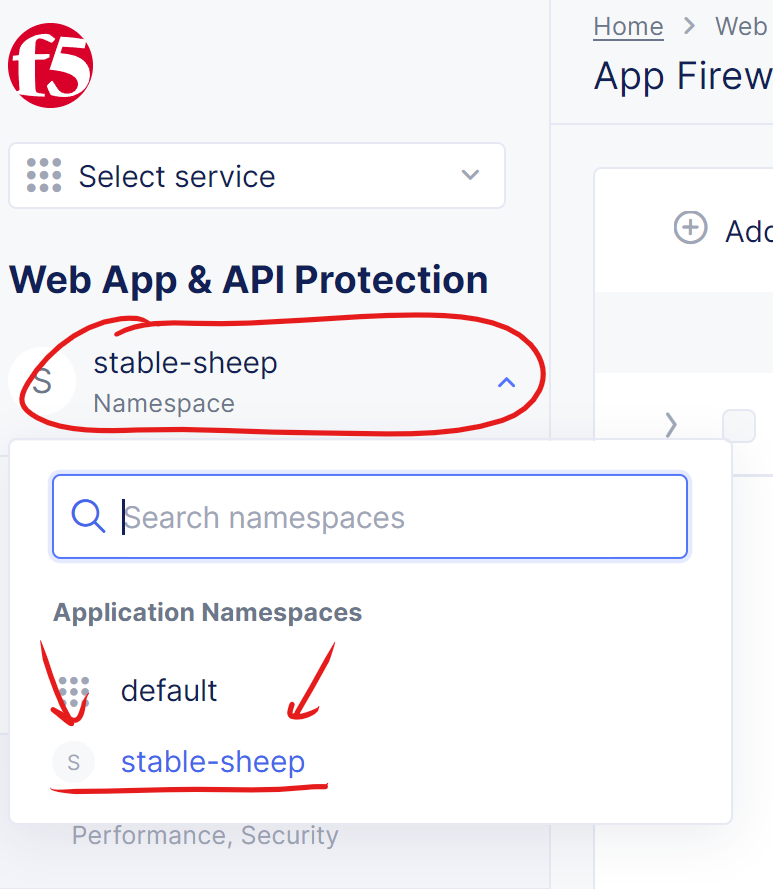 f5
Home > Web
App Firew
Select service
Add
Web App & API Protection
S
stable-sheep
Namespace
Search namespaces
Application Namespaces
default
S
stable-sheep
Performance, Security